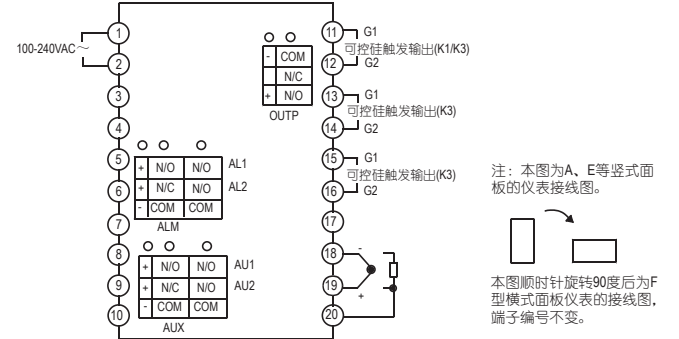 100-240VAC～
1
2
3
4
5
6
7
8
9
10
11
12
13
14
15
16
17
18
19
20
G1
可控硅触发输出(K1/K3)
G2
G1
可控硅触发输出(K3)
G2
G1
可控硅触发输出(K3)
G2
- COM
N/C
+ N/O
OUTP
+ N/O N/O AL1
+ N/C N/O AL2
- COM COM
ALM
+ N/O N/O AU1
+ N/C N/O AU2
- COM COM
AUX
-
+
注：本图为A、E等竖式面
板的仪表接线图。
本图顺时针旋转90度后为F
型横式面板仪表的接线图，
端子编号不变。